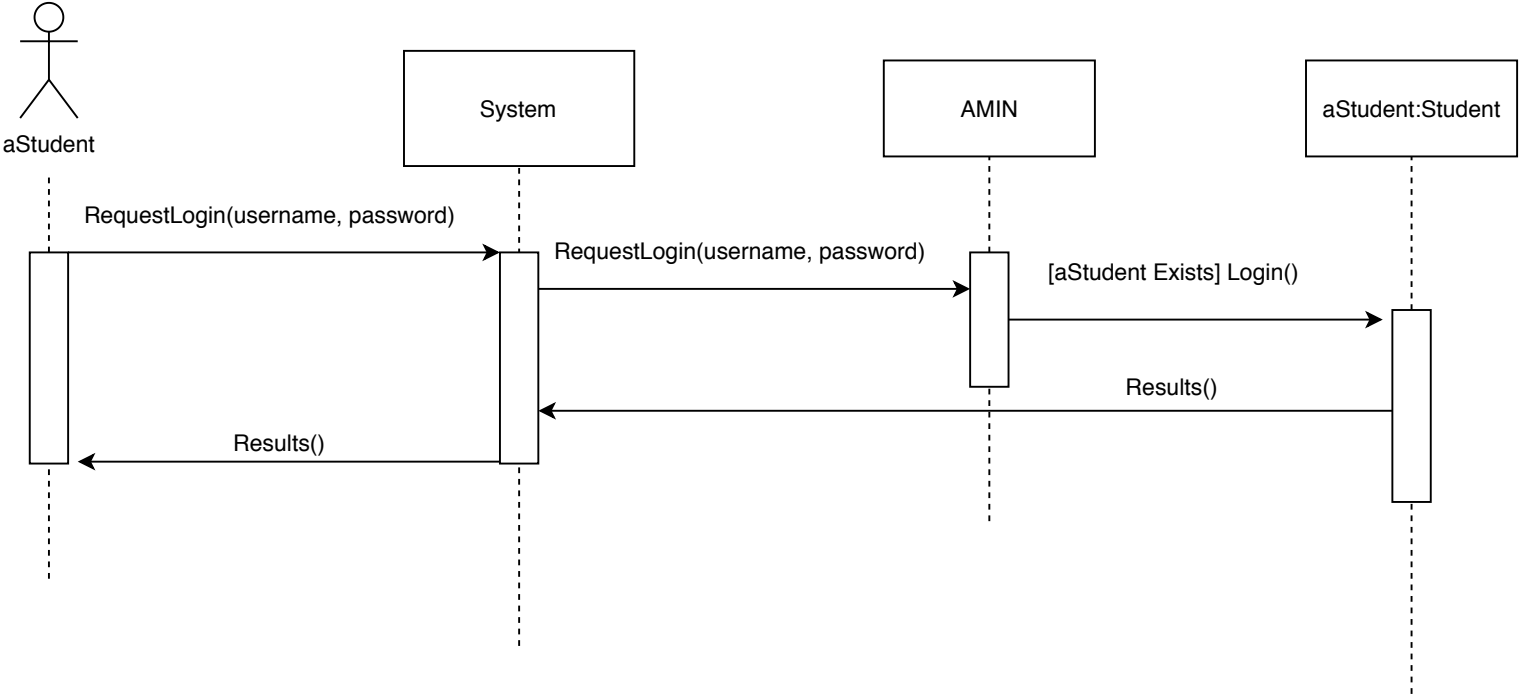 System
AMIN
aStudent:Student
aStudent
RequestLogin(username, password)
RequestLogin(username, password)
[aStudent Exists] Login()
Results()
Results()